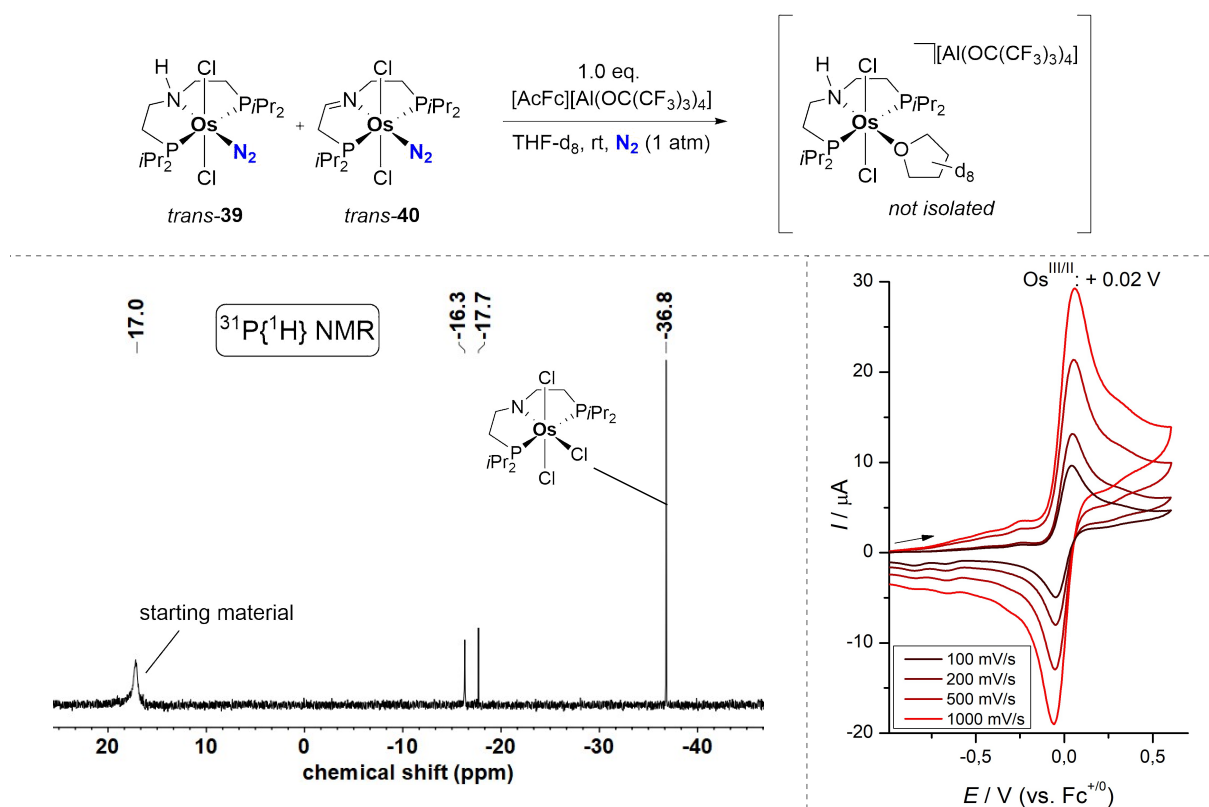 H
Cl
N
PiPr2
Os
P
iPr2
N2
Cl
trans-39
+
Cl
N
PiPr2
Os
P
iPr2
N2
Cl
trans-40
1.0 eq.
[AcFc][Al(OC(CF3)3)4]
THF-d8, rt, N2 (1 atm)
[Al(OC(CF3)3)4]
H
Cl
N
PiPr2
Os
P
iPr2
O
d8
Cl
not isolated
-17.0
31P{1H} NMR
-16.3
-17.7
-36.8
Cl
N
PiPr2
Os
P
iPr2
Cl
Cl
starting material
20
10
0
-10
-20
-30
-40
chemical shift (ppm)
OsIII/II: + 0.02 V
30
20
10
0
-10
-20
I / μA
100 mV/s
200 mV/s
500 mV/s
1000 mV/s
-0,5
0,0
0,5
E / V (vs. Fc+/0)